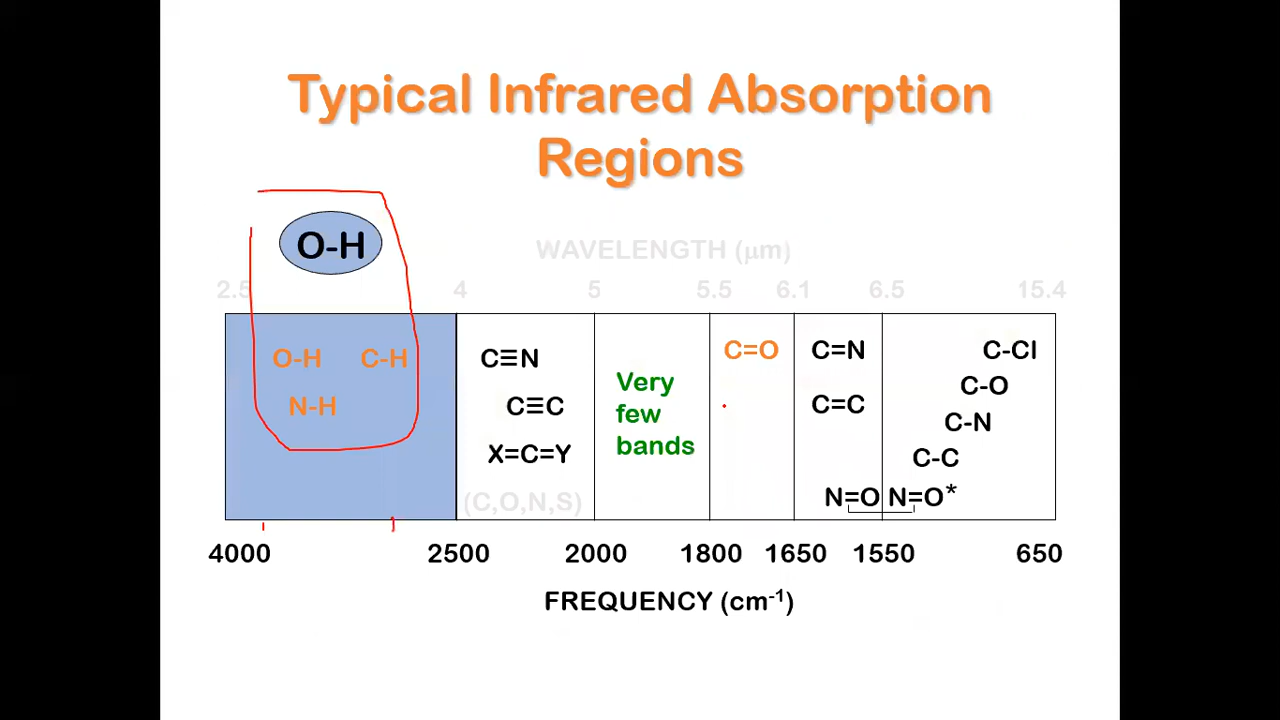 Typical Infrared Absorption
Regions
O-H
WAVELENGTH (μm)
2.5 4 5 5.5 6.1 6.5 15.4
O-H C-H
N-H
C≡N
C≡C
X=C=Y
(C,O,N,S)
Very
few
bands
C=O
C=N
C=C
N=O N=O*
C-Cl
C-O
C-N
C-C
4000 2500 2000 1800 1650 1550 650
FREQUENCY (cm⁻¹)